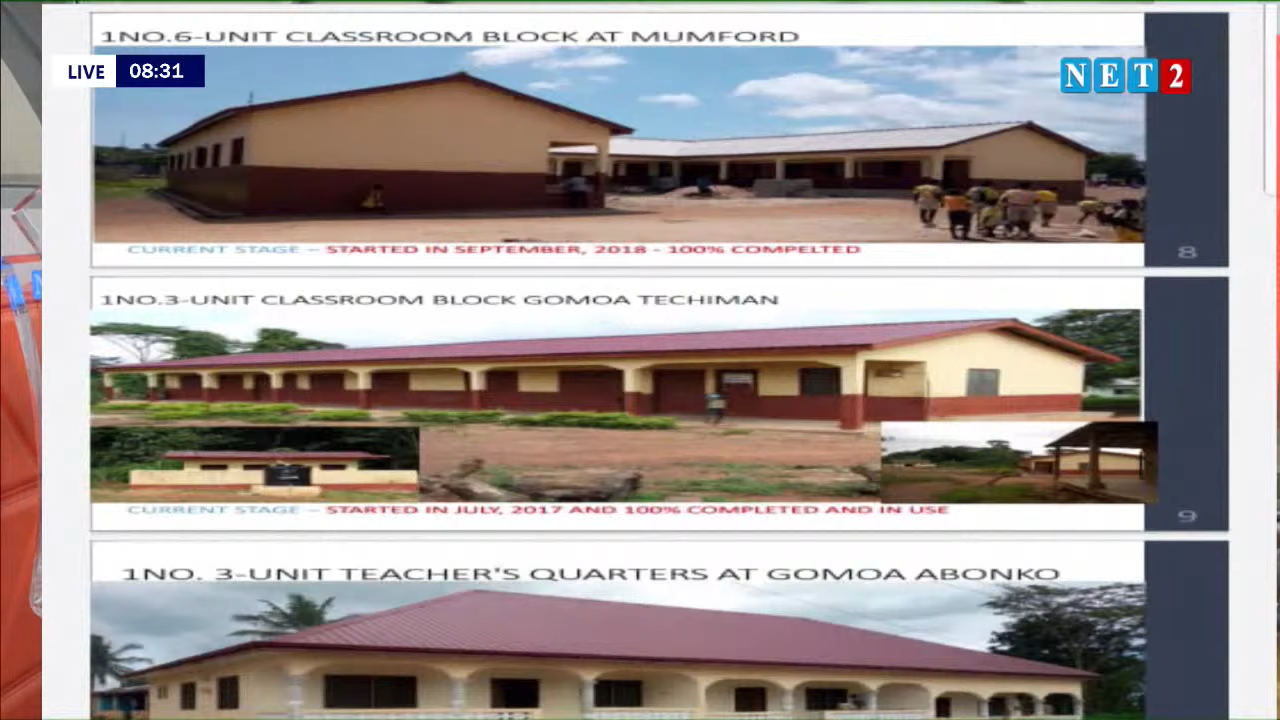 1NO.6-UNIT CLASSROOM BLOCK AT MUMFORD
LIVE 08:31
NET2
CURRENT STAGE – STARTED IN SEPTEMBER, 2018 - 100% COMPELTED
8
1NO.3-UNIT CLASSROOM BLOCK GOMOA TECHIMAN
CURRENT STAGE – STARTED IN JULY, 2017 AND 100% COMPLETED AND IN USE
9
1NO. 3-UNIT TEACHER'S QUARTERS AT GOMOA ABONKO